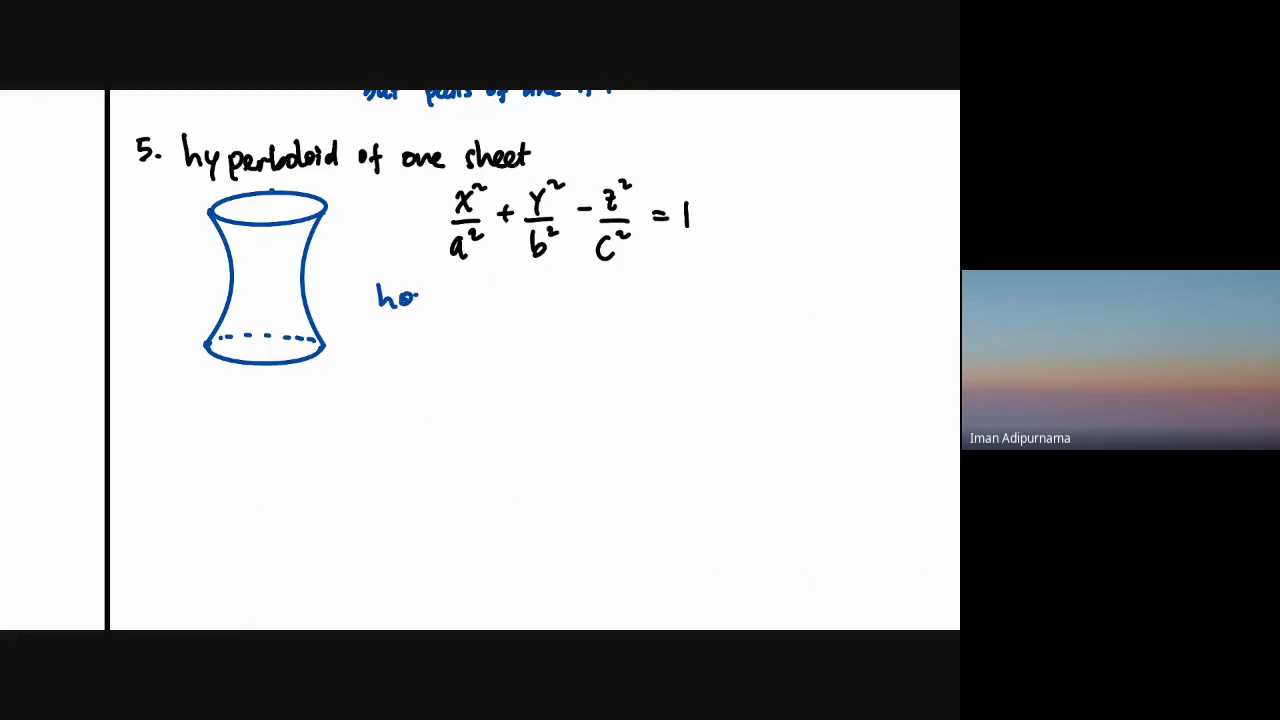 5. hyperboloid of one sheet
x²/a² + y²/b² - z²/c² = 1
ho
Iman Adipurnama